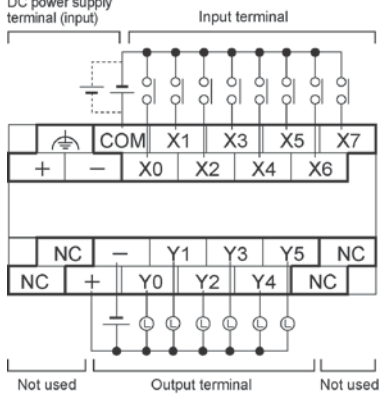 DC power supply
terminal (input)
Input terminal
COM X1 X3 X5 X7
+ − X0 X2 X4 X6
NC − Y1 Y3 Y5 NC
NC + Y0 Y2 Y4 NC
L L L L L L
Not used
Output terminal
Not used